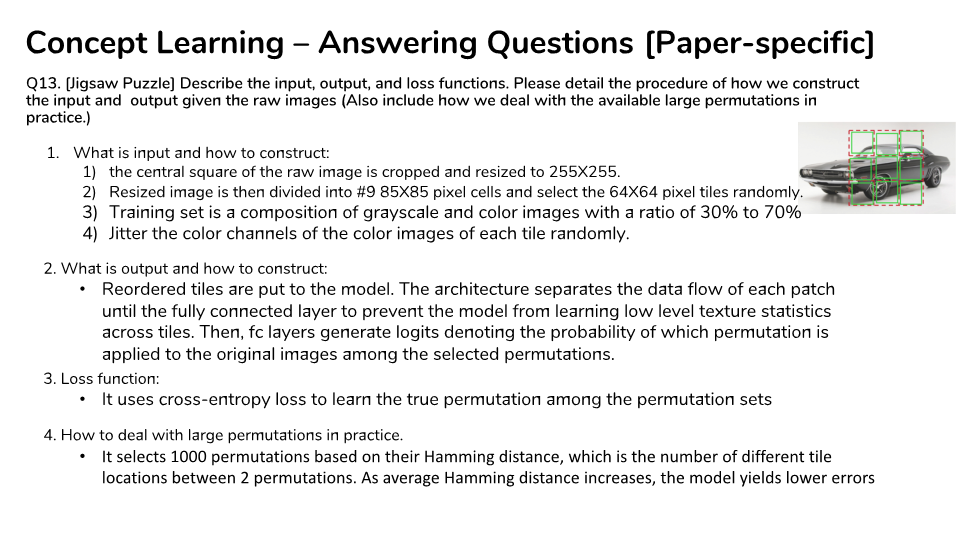 Concept Learning – Answering Questions [Paper-specific]
Q13. [Jigsaw Puzzle] Describe the input, output, and loss functions. Please detail the procedure of how we construct
the input and  output given the raw images (Also include how we deal with the available large permutations in
practice.)
1. What is input and how to construct:
1) the central square of the raw image is cropped and resized to 255X255.
2) Resized image is then divided into #9 85X85 pixel cells and select the 64X64 pixel tiles randomly.
3) Training set is a composition of grayscale and color images with a ratio of 30% to 70%
4) Jitter the color channels of the color images of each tile randomly.
2. What is output and how to construct:
• Reordered tiles are put to the model. The architecture separates the data flow of each patch
until the fully connected layer to prevent the model from learning low level texture statistics
across tiles. Then, fc layers generate logits denoting the probability of which permutation is
applied to the original images among the selected permutations.
3. Loss function:
• It uses cross-entropy loss to learn the true permutation among the permutation sets
4. How to deal with large permutations in practice.
• It selects 1000 permutations based on their Hamming distance, which is the number of different tile
locations between 2 permutations. As average Hamming distance increases, the model yields lower errors